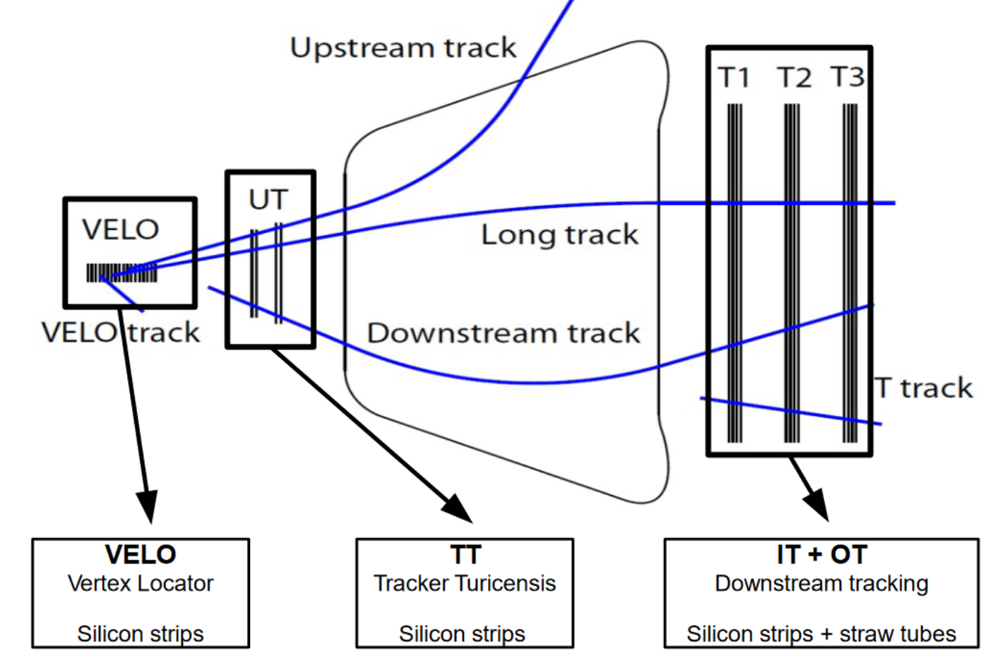 Upstream track
T1 T2 T3
UT
VELO
Long track
VELO track
Downstream track
T track
VELO
Vertex Locator
Silicon strips
TT
Tracker Turicensis
Silicon strips
IT + OT
Downstream tracking
Silicon strips + straw tubes